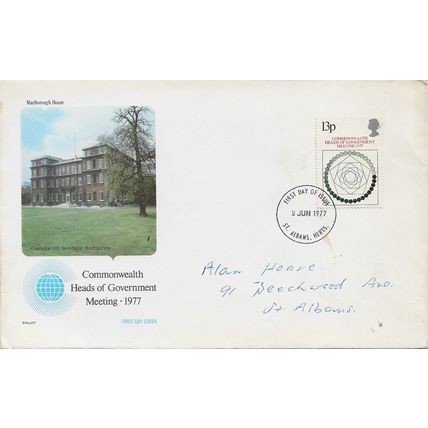 Marlborough House
13p
COMMONWEALTH
HEADS OF GOVERNMENT
MEETING 1977
FIRST DAY OF ISSUE
8 JUN 1977
ST. ALBANS, HERTS.
Commonwealth Secretariat Headquarters
Commonwealth
Heads of Government
Meeting · 1977
FIRST DAY COVER
PHILART
Alan Hoare.
91 Beechwood Ave.
St Albans.